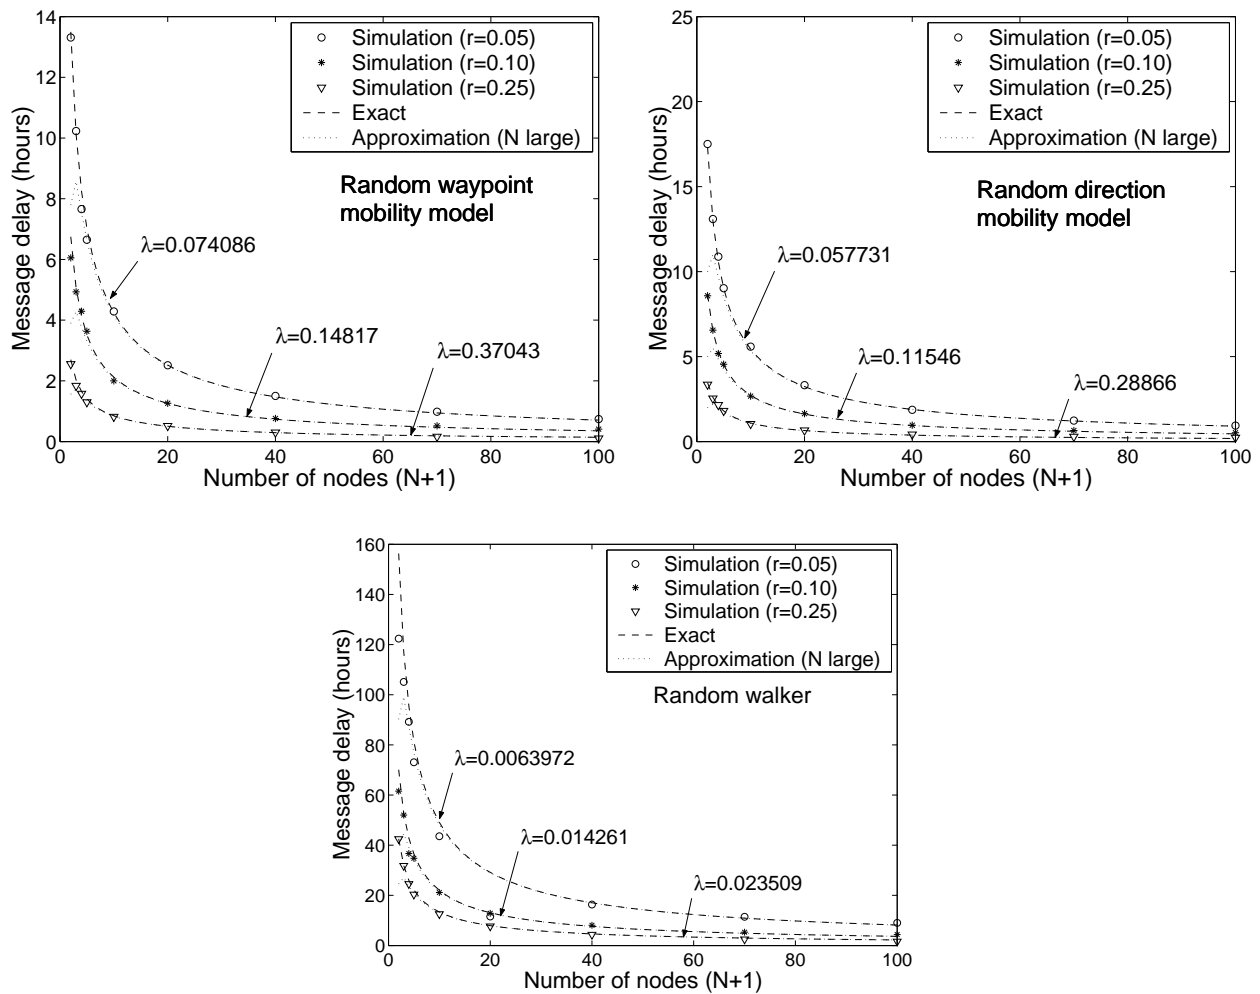 14
12
10
8
6
4
2
0
0
20
40
60
80
100
Message delay (hours)
Number of nodes (N+1)
Simulation (r=0.05)
Simulation (r=0.10)
Simulation (r=0.25)
Exact
Approximation (N large)
Random waypoint
mobility model
λ=0.074086
λ=0.14817
λ=0.37043
25
20
15
10
5
0
0
20
40
60
80
100
Message delay (hours)
Number of nodes (N+1)
Simulation (r=0.05)
Simulation (r=0.10)
Simulation (r=0.25)
Exact
Approximation (N large)
Random direction
mobility model
λ=0.057731
λ=0.11546
λ=0.28866
160
140
120
100
80
60
40
20
0
0
20
40
60
80
100
Message delay (hours)
Number of nodes (N+1)
Simulation (r=0.05)
Simulation (r=0.10)
Simulation (r=0.25)
Exact
Approximation (N large)
Random walker
λ=0.0063972
λ=0.014261
λ=0.023509